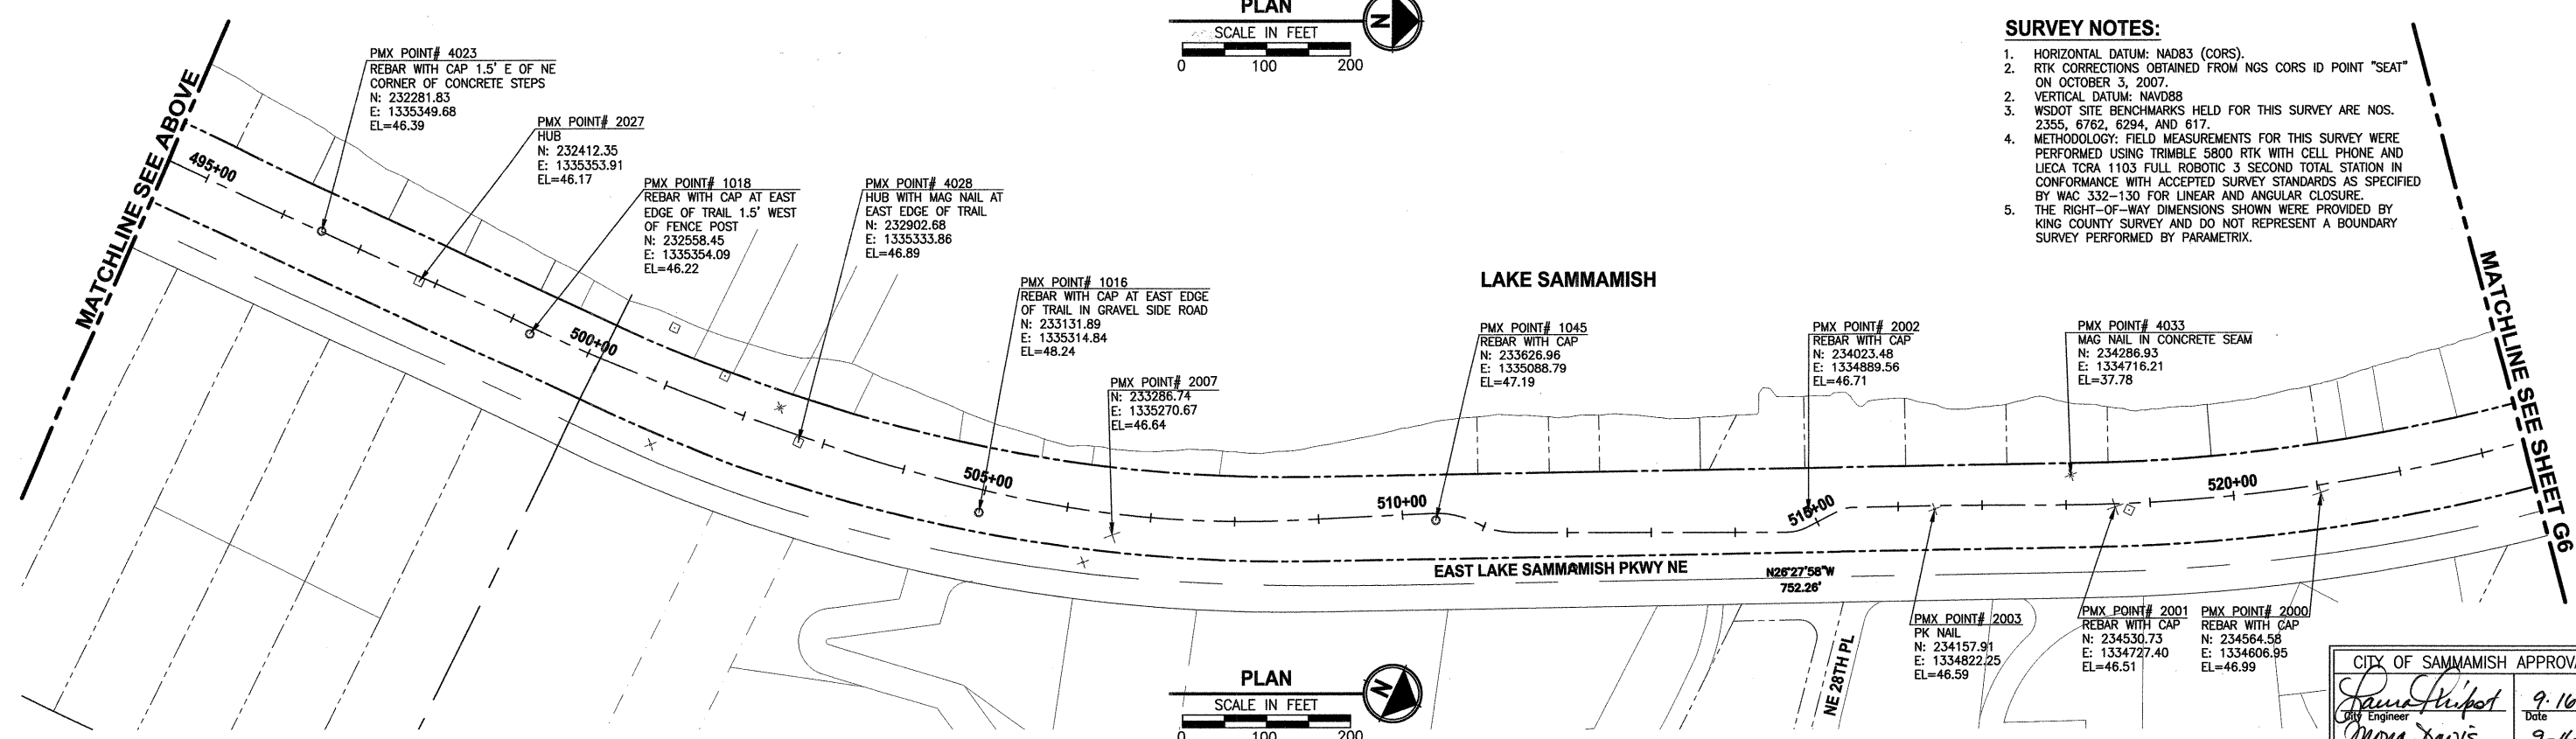 PLAN
N
SCALE IN FEET
0 100 200
SURVEY NOTES:
1. HORIZONTAL DATUM: NAD83 (CORS).
2. RTK CORRECTIONS OBTAINED FROM NGS CORS ID POINT "SEAT"
ON OCTOBER 3, 2007.
2. VERTICAL DATUM: NAVD88
3. WSDOT SITE BENCHMARKS HELD FOR THIS SURVEY ARE NOS.
2355, 6762, 6294, AND 617.
4. METHODOLOGY: FIELD MEASUREMENTS FOR THIS SURVEY WERE
PERFORMED USING TRIMBLE 5800 RTK WITH CELL PHONE AND
LIECA TCRA 1103 FULL ROBOTIC 3 SECOND TOTAL STATION IN
CONFORMANCE WITH ACCEPTED SURVEY STANDARDS AS SPECIFIED
BY WAC 332-130 FOR LINEAR AND ANGULAR CLOSURE.
5. THE RIGHT-OF-WAY DIMENSIONS SHOWN WERE PROVIDED BY
KING COUNTY SURVEY AND DO NOT REPRESENT A BOUNDARY
SURVEY PERFORMED BY PARAMETRIX.
MATCHLINE SEE ABOVE
PMX POINT# 4023
REBAR WITH CAP 1.5' E OF NE
CORNER OF CONCRETE STEPS
N: 232281.83
E: 1335349.68
EL=46.39
PMX POINT# 2027
HUB
N: 232412.35
E: 1335353.91
EL=46.17
PMX POINT# 1018
REBAR WITH CAP AT EAST
EDGE OF TRAIL 1.5' WEST
OF FENCE POST
N: 232558.45
E: 1335354.09
EL=46.22
PMX POINT# 4028
HUB WITH MAG NAIL AT
EAST EDGE OF TRAIL
N: 232902.68
E: 1335333.86
EL=46.89
PMX POINT# 1016
REBAR WITH CAP AT EAST EDGE
OF TRAIL IN GRAVEL SIDE ROAD
N: 233131.89
E: 1335314.84
EL=48.24
PMX POINT# 2007
N: 233286.74
E: 1335270.67
EL=46.64
LAKE SAMMAMISH
PMX POINT# 1045
REBAR WITH CAP
N: 233626.96
E: 1335088.79
EL=47.19
PMX POINT# 2002
REBAR WITH CAP
N: 234023.48
E: 1334889.56
EL=46.71
PMX POINT# 4033
MAG NAIL IN CONCRETE SEAM
N: 234286.93
E: 1334716.21
EL=37.78
MATCHLINE SEE SHEET G6
495+00
500+00
505+00
510+00
515+00
520+00
EAST LAKE SAMMAMISH PKWY NE
N26°27'58"W
752.26'
NE 28TH PL
PMX POINT# 2003
PK NAIL
N: 234157.91
E: 1334822.25
EL=46.59
PMX POINT# 2001
REBAR WITH CAP
N: 234530.73
E: 1334727.40
EL=46.51
PMX POINT# 2000
REBAR WITH CAP
N: 234564.58
E: 1334606.95
EL=46.99
PLAN
N
SCALE IN FEET
0 100 200
CITY OF SAMMAMISH APPROVA
9-16
City Engineer Date